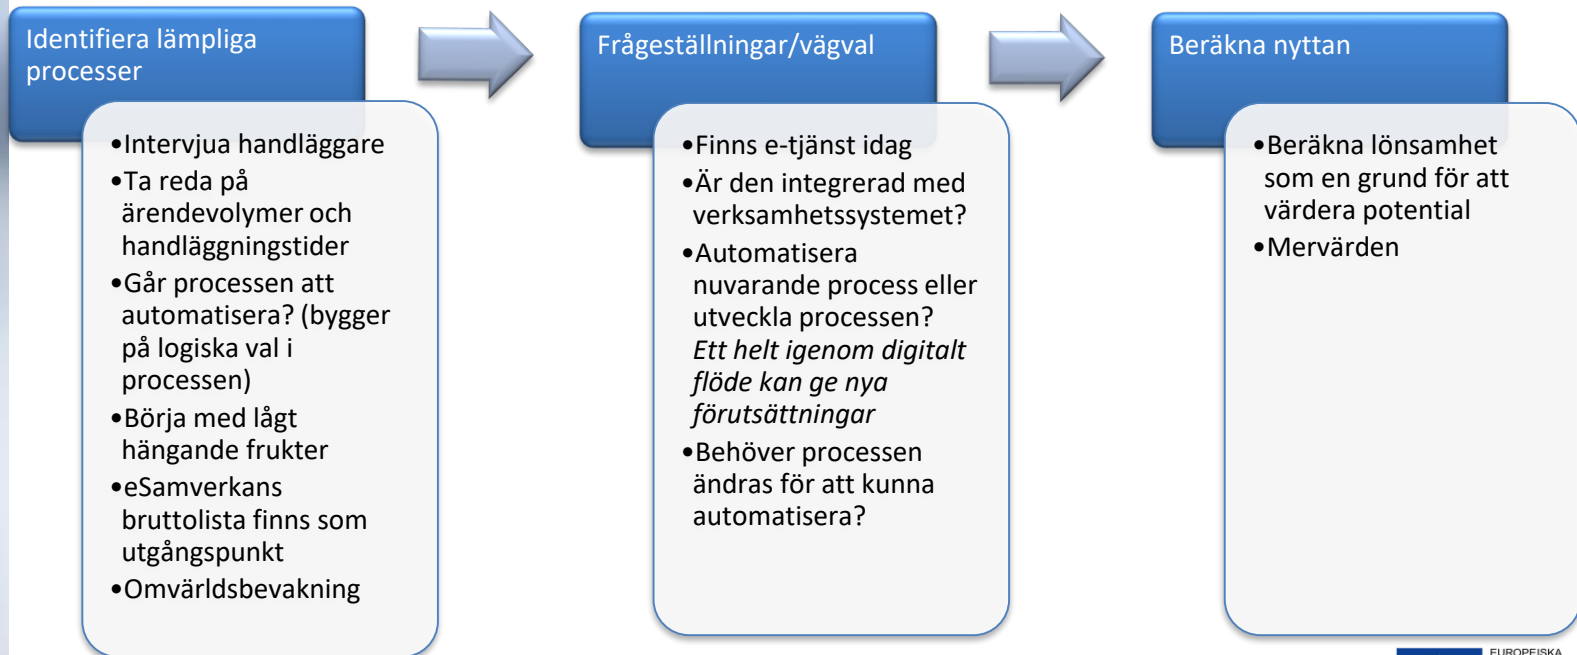 Identifiera lämpliga
processer
•Intervjua handläggare
•Ta reda på
ärendevolymer och
handläggningstider
•Går processen att
automatisera? (bygger
på logiska val i
processen)
•Börja med lågt
hängande frukter
•eSamverkans
bruttolista finns som
utgångspunkt
•Omvärldsbevakning
Frågeställningar/vägval
•Finns e-tjänst idag
•Är den integrerad med
verksamhetssystemet?
•Automatisera
nuvarande process eller
utveckla processen?
Ett helt igenom digitalt
flöde kan ge nya
förutsättningar
•Behöver processen
ändras för att kunna
automatisera?
Beräkna nyttan
•Beräkna lönsamhet
som en grund för att
värdera potential
•Mervärden
EUROPEISKA